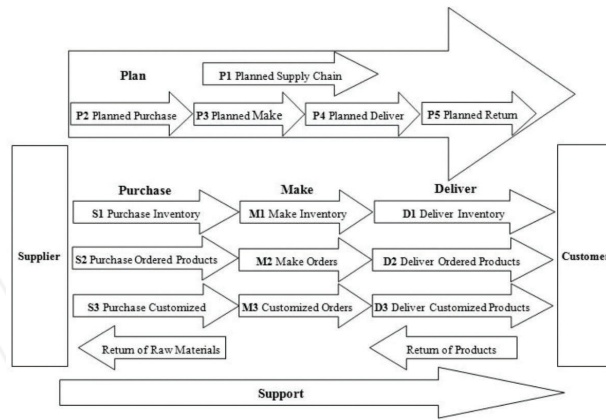 Plan
P1 Planned Supply Chain
P2 Planned Purchase
P3 Planned Make
P4 Planned Deliver
P5 Planned Return
Supplier
Customer
Purchase
Make
Deliver
S1 Purchase Inventory
M1 Make Inventory
D1 Deliver Inventory
S2 Purchase Ordered Products
M2 Make Orders
D2 Deliver Ordered Products
S3 Purchase Customized
M3 Customized Orders
D3 Deliver Customized Products
Return of Raw Materials
Return of Products
Support